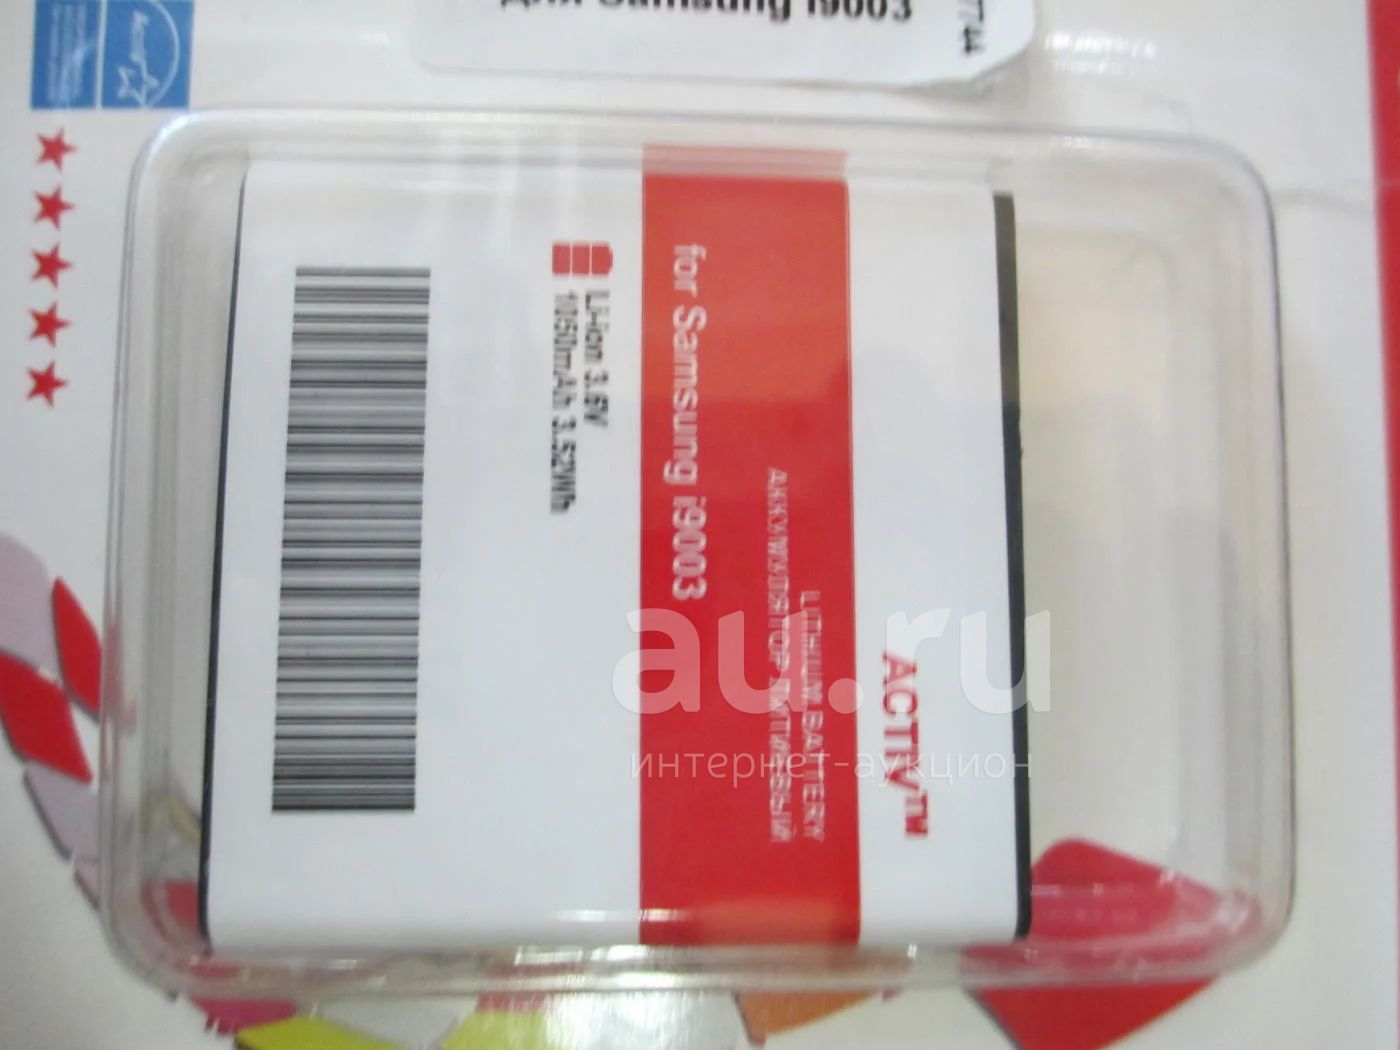 для Samsung i9003
7744
ACTIV™
LITHIUM BATTERY
АККУМУЛЯТОР ЛИТИЕВЫЙ
for Samsung i9003
Li-ion 3.6V
1050mAh 3.52Wh
au.ru
интернет-аукцион